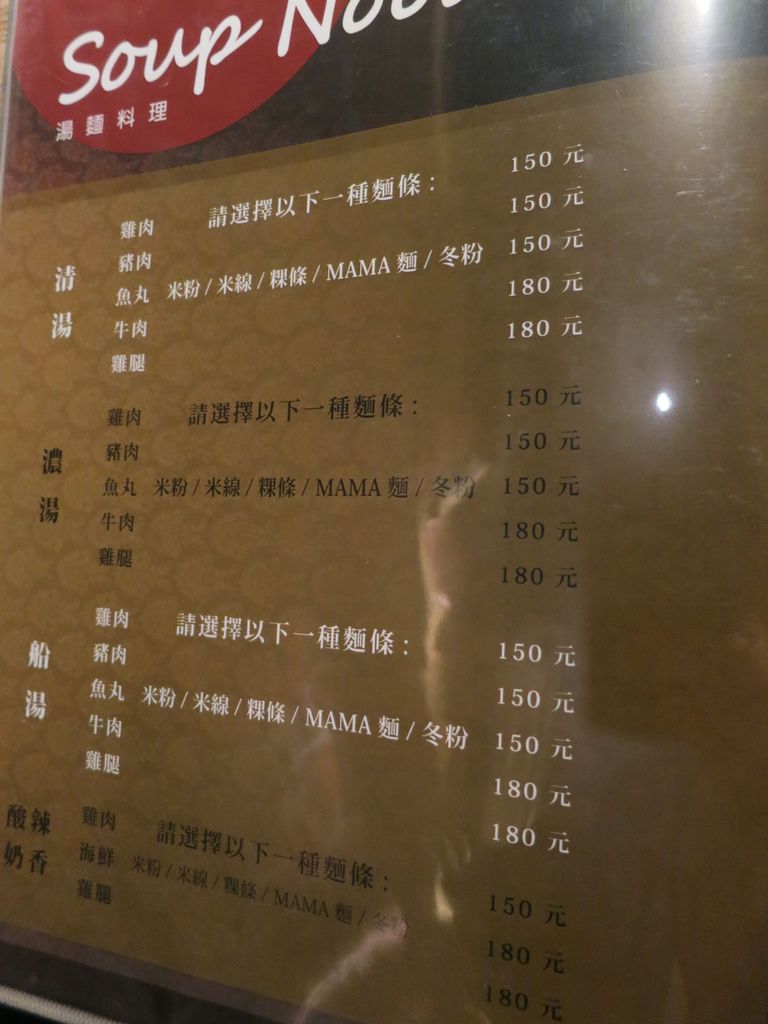 Soup
湯麵料理
清湯
雞肉 請選擇以下一種麵條： 150 元
豬肉 150 元
魚丸 米粉 / 米線 / 粿條 / MAMA 麵 / 冬粉 150 元
牛肉 180 元
雞腿 180 元
濃湯
雞肉 請選擇以下一種麵條： 150 元
豬肉 150 元
魚丸 米粉 / 米線 / 粿條 / MAMA 麵 / 冬粉 150 元
牛肉 180 元
雞腿 180 元
船湯
雞肉 請選擇以下一種麵條： 150 元
豬肉 150 元
魚丸 米粉 / 米線 / 粿條 / MAMA 麵 / 冬粉 150 元
牛肉 180 元
雞腿 180 元
酸辣
奶香
雞肉 請選擇以下一種麵條： 150 元
海鮮 米粉 / 米線 / 粿條 / MAMA 麵 / 冬粉 180 元
雞腿 180 元